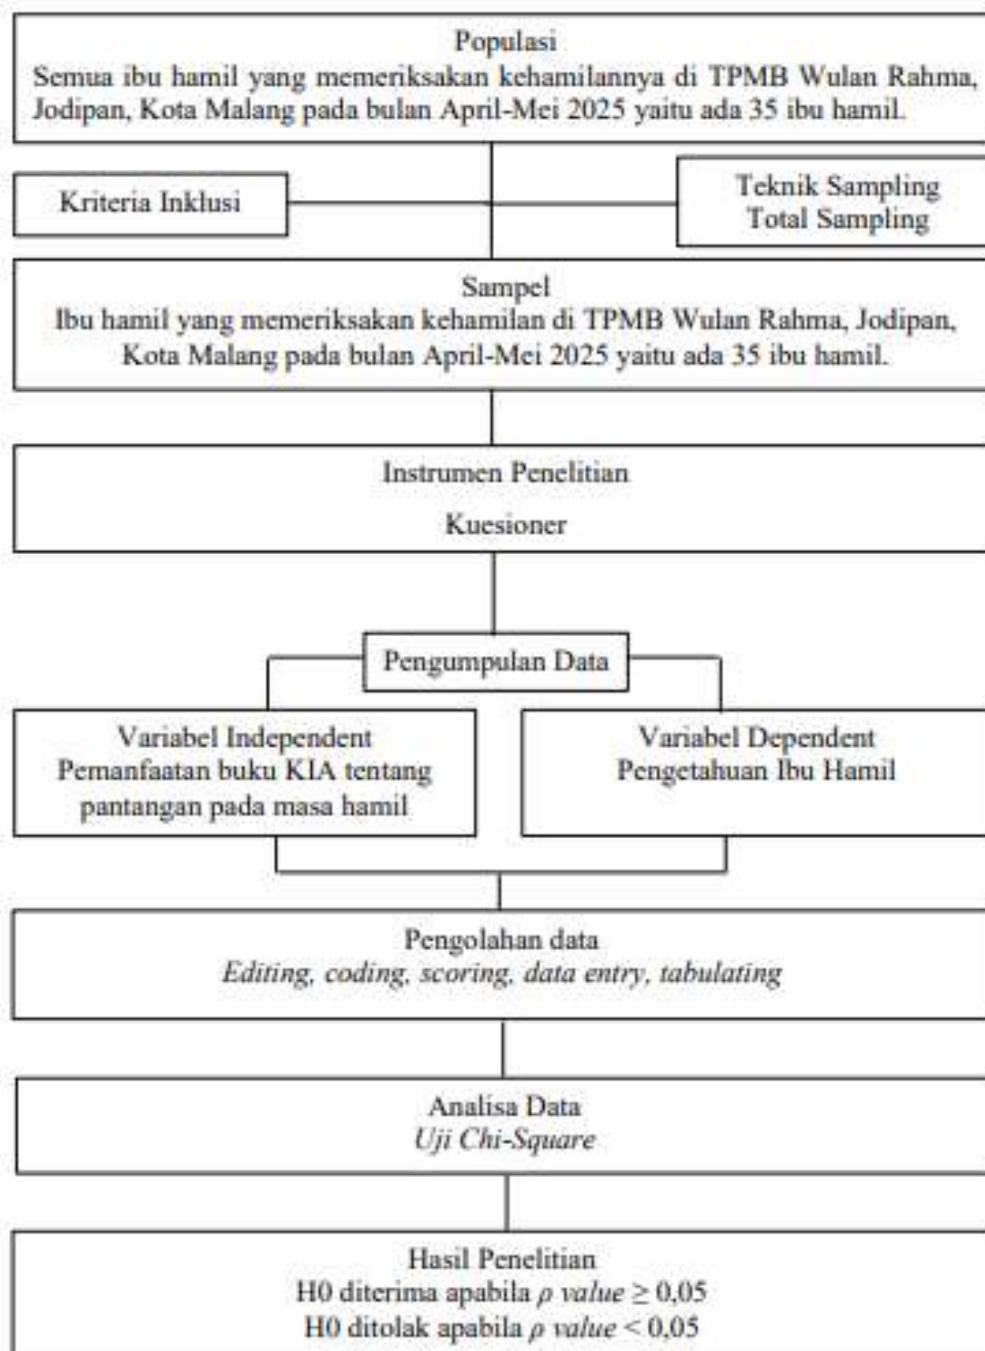 Populasi
Semua ibu hamil yang memeriksakan kehamilannya di TPMB Wulan Rahma,
Jodipan, Kota Malang pada bulan April-Mei 2025 yaitu ada 35 ibu hamil.
Kriteria Inklusi
Teknik Sampling
Total Sampling
Sampel
Ibu hamil yang memeriksakan kehamilan di TPMB Wulan Rahma, Jodipan,
Kota Malang pada bulan April-Mei 2025 yaitu ada 35 ibu hamil.
Instrumen Penelitian
Kuesioner
Pengumpulan Data
Variabel Independent
Pemanfaatan buku KIA tentang
pantangan pada masa hamil
Variabel Dependent
Pengetahuan Ibu Hamil
Pengolahan data
Editing, coding, scoring, data entry, tabulating
Analisa Data
Uji Chi-Square
Hasil Penelitian
H0 diterima apabila ρ value ≥ 0,05
H0 ditolak apabila ρ value < 0,05